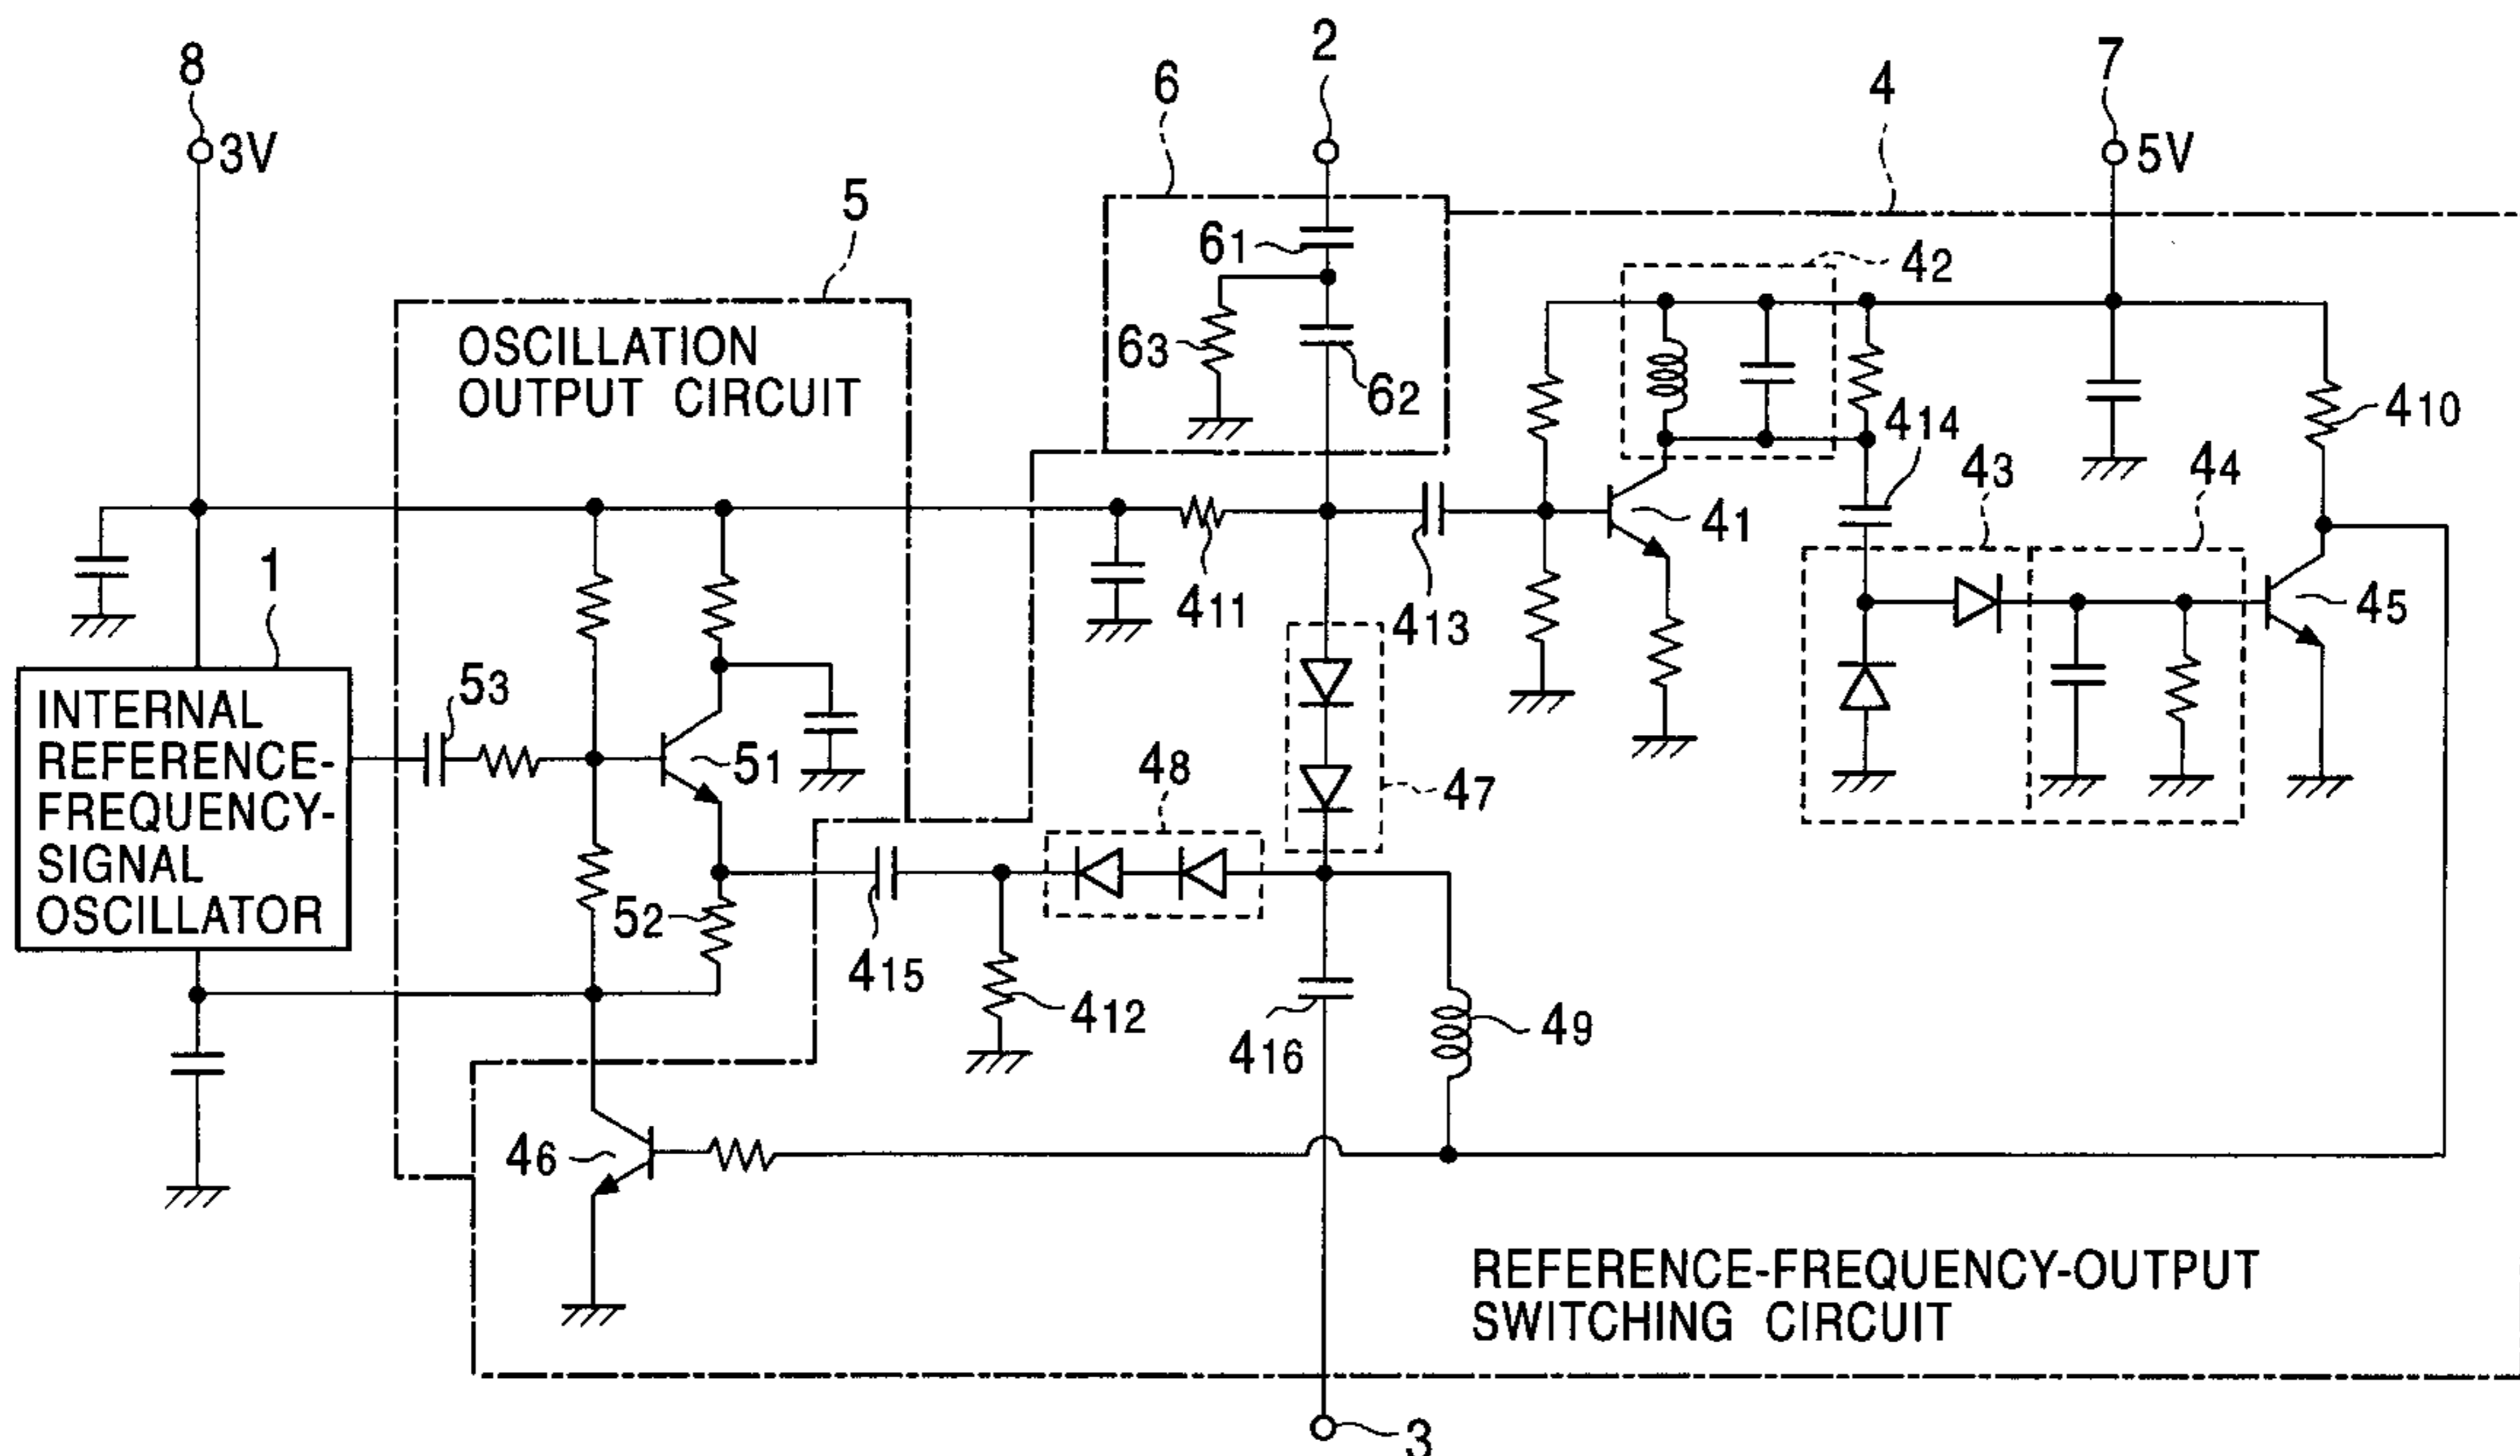 8
2
7
6
4
3V
5V
5
61
42
OSCILLATION
OUTPUT CIRCUIT
63
62
410
414
43
44
1
411
413
41
45
INTERNAL
REFERENCE-
FREQUENCY-
SIGNAL
OSCILLATOR
53
51
48
47
52
415
412
416
49
46
REFERENCE-FREQUENCY-OUTPUT
SWITCHING CIRCUIT
3